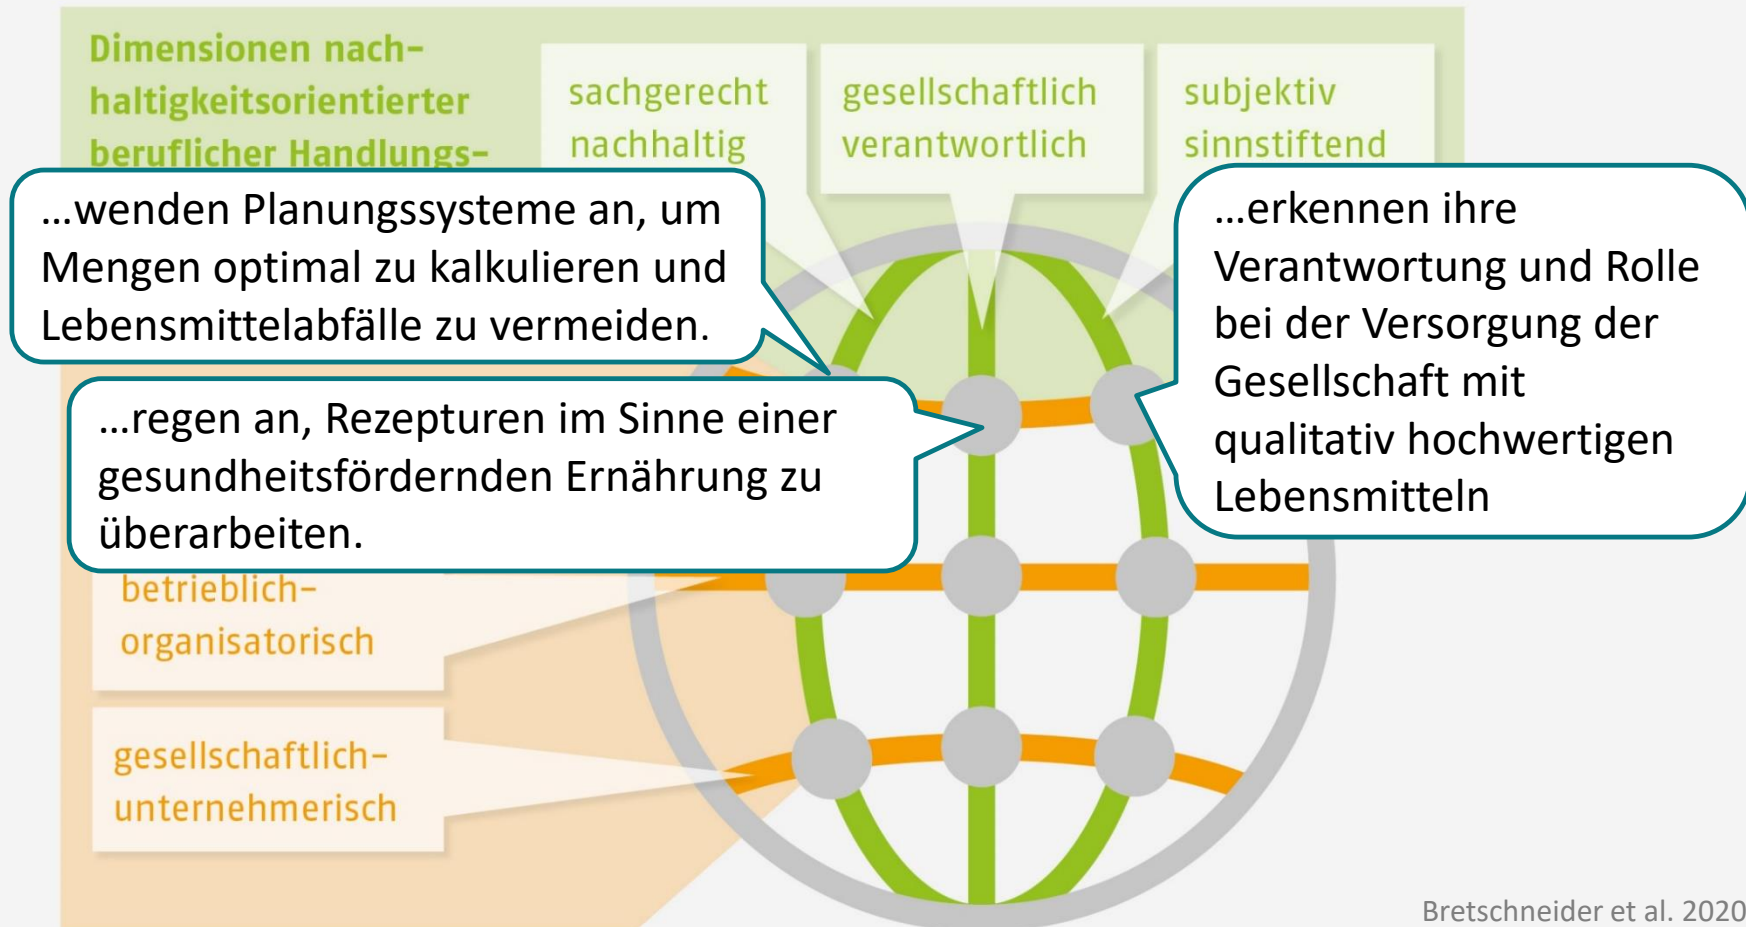 Dimensionen nach-
haltigkeitsorientierter
beruflicher Handlungs-
sachgerecht
nachhaltig
gesellschaftlich
verantwortlich
subjektiv
sinnstiftend
...wenden Planungssysteme an, um
Mengen optimal zu kalkulieren und
Lebensmittelabfälle zu vermeiden.
...regen an, Rezepturen im Sinne einer
gesundheitsfördernden Ernährung zu
überarbeiten.
...erkennen ihre
Verantwortung und Rolle
bei der Versorgung der
Gesellschaft mit
qualitativ hochwertigen
Lebensmitteln
betrieblich-
organisatorisch
gesellschaftlich-
unternehmerisch
Bretschneider et al. 2020